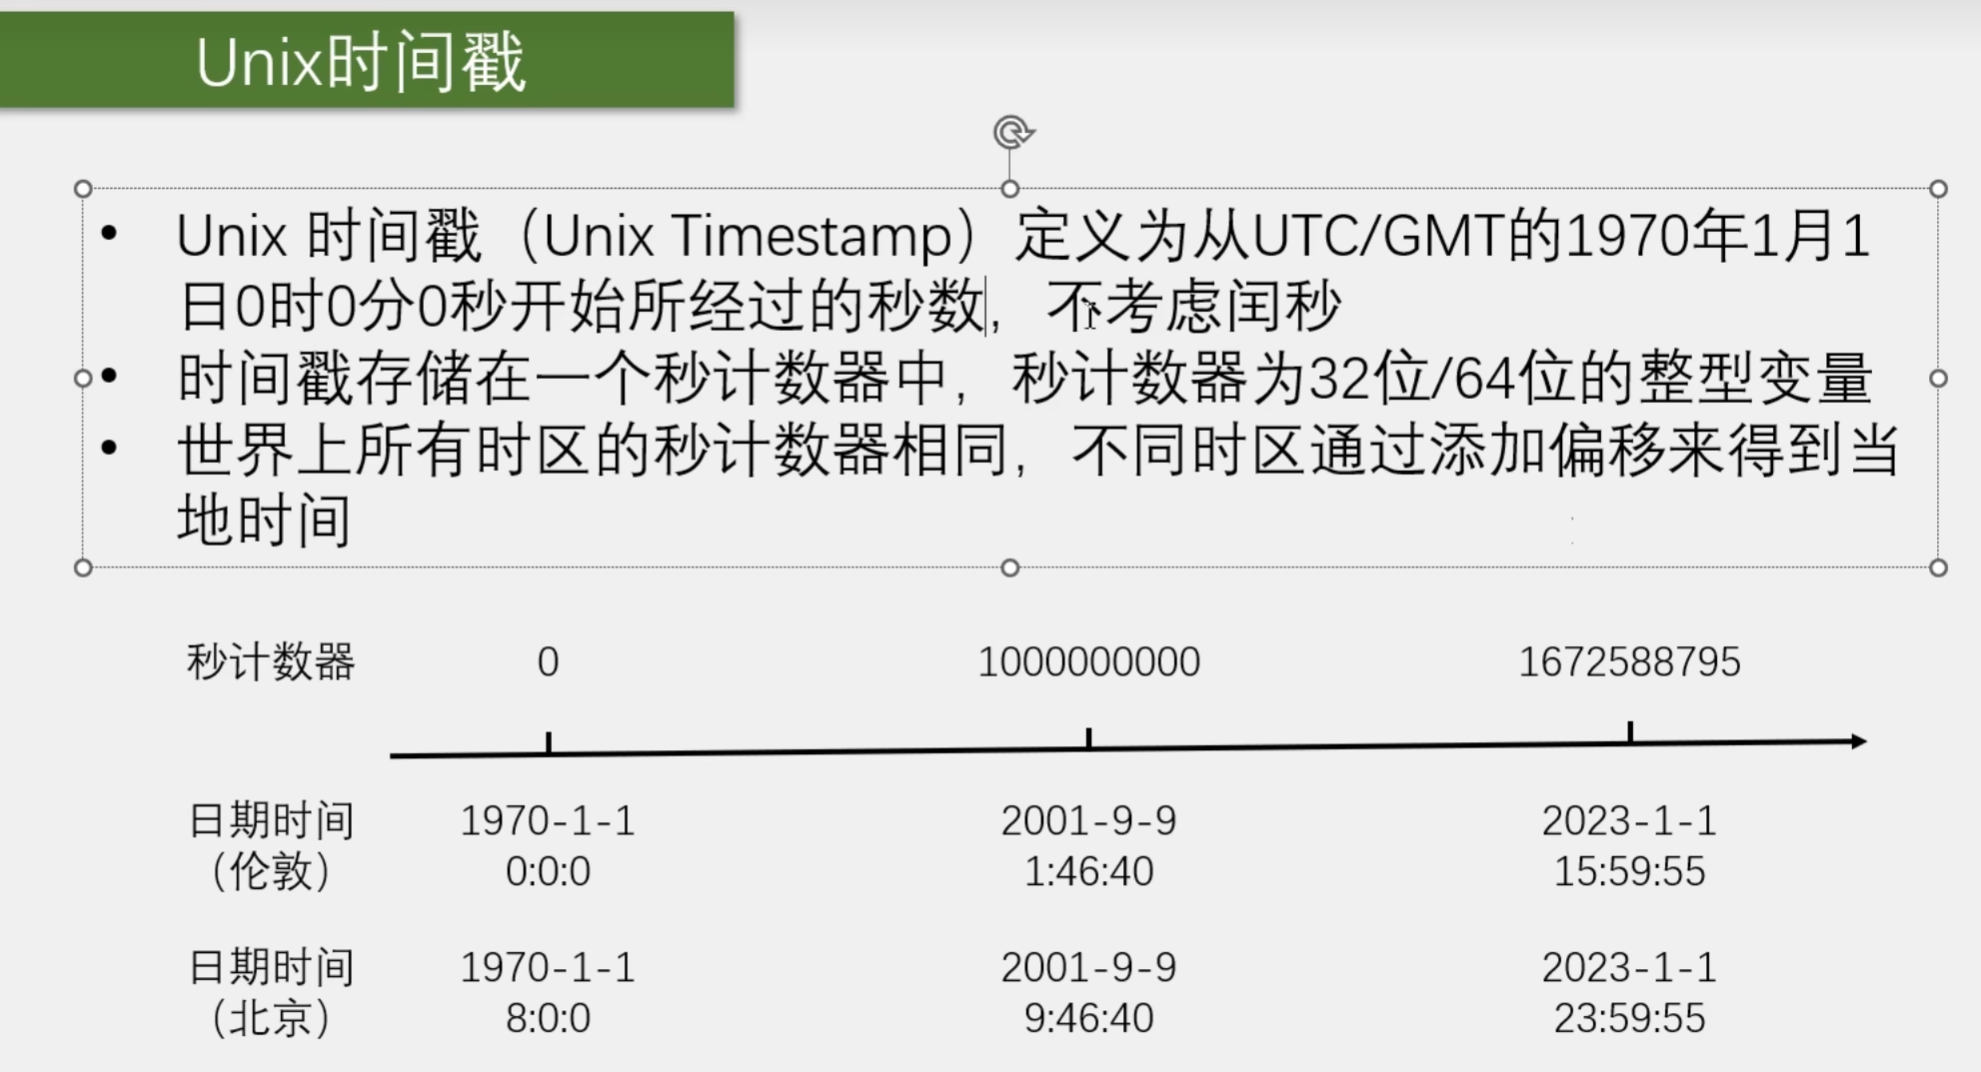 Unix时间戳
• Unix 时间戳（Unix Timestamp）定义为从UTC/GMT的1970年1月1
日0时0分0秒开始所经过的秒数，不考虑闰秒
• 时间戳存储在一个秒计数器中，秒计数器为32位/64位的整型变量
• 世界上所有时区的秒计数器相同，不同时区通过添加偏移来得到当
地时间
秒计数器 0 1000000000 1672588795
日期时间 1970-1-1 2001-9-9 2023-1-1
（伦敦） 0:0:0 1:46:40 15:59:55
日期时间 1970-1-1 2001-9-9 2023-1-1
（北京） 8:0:0 9:46:40 23:59:55